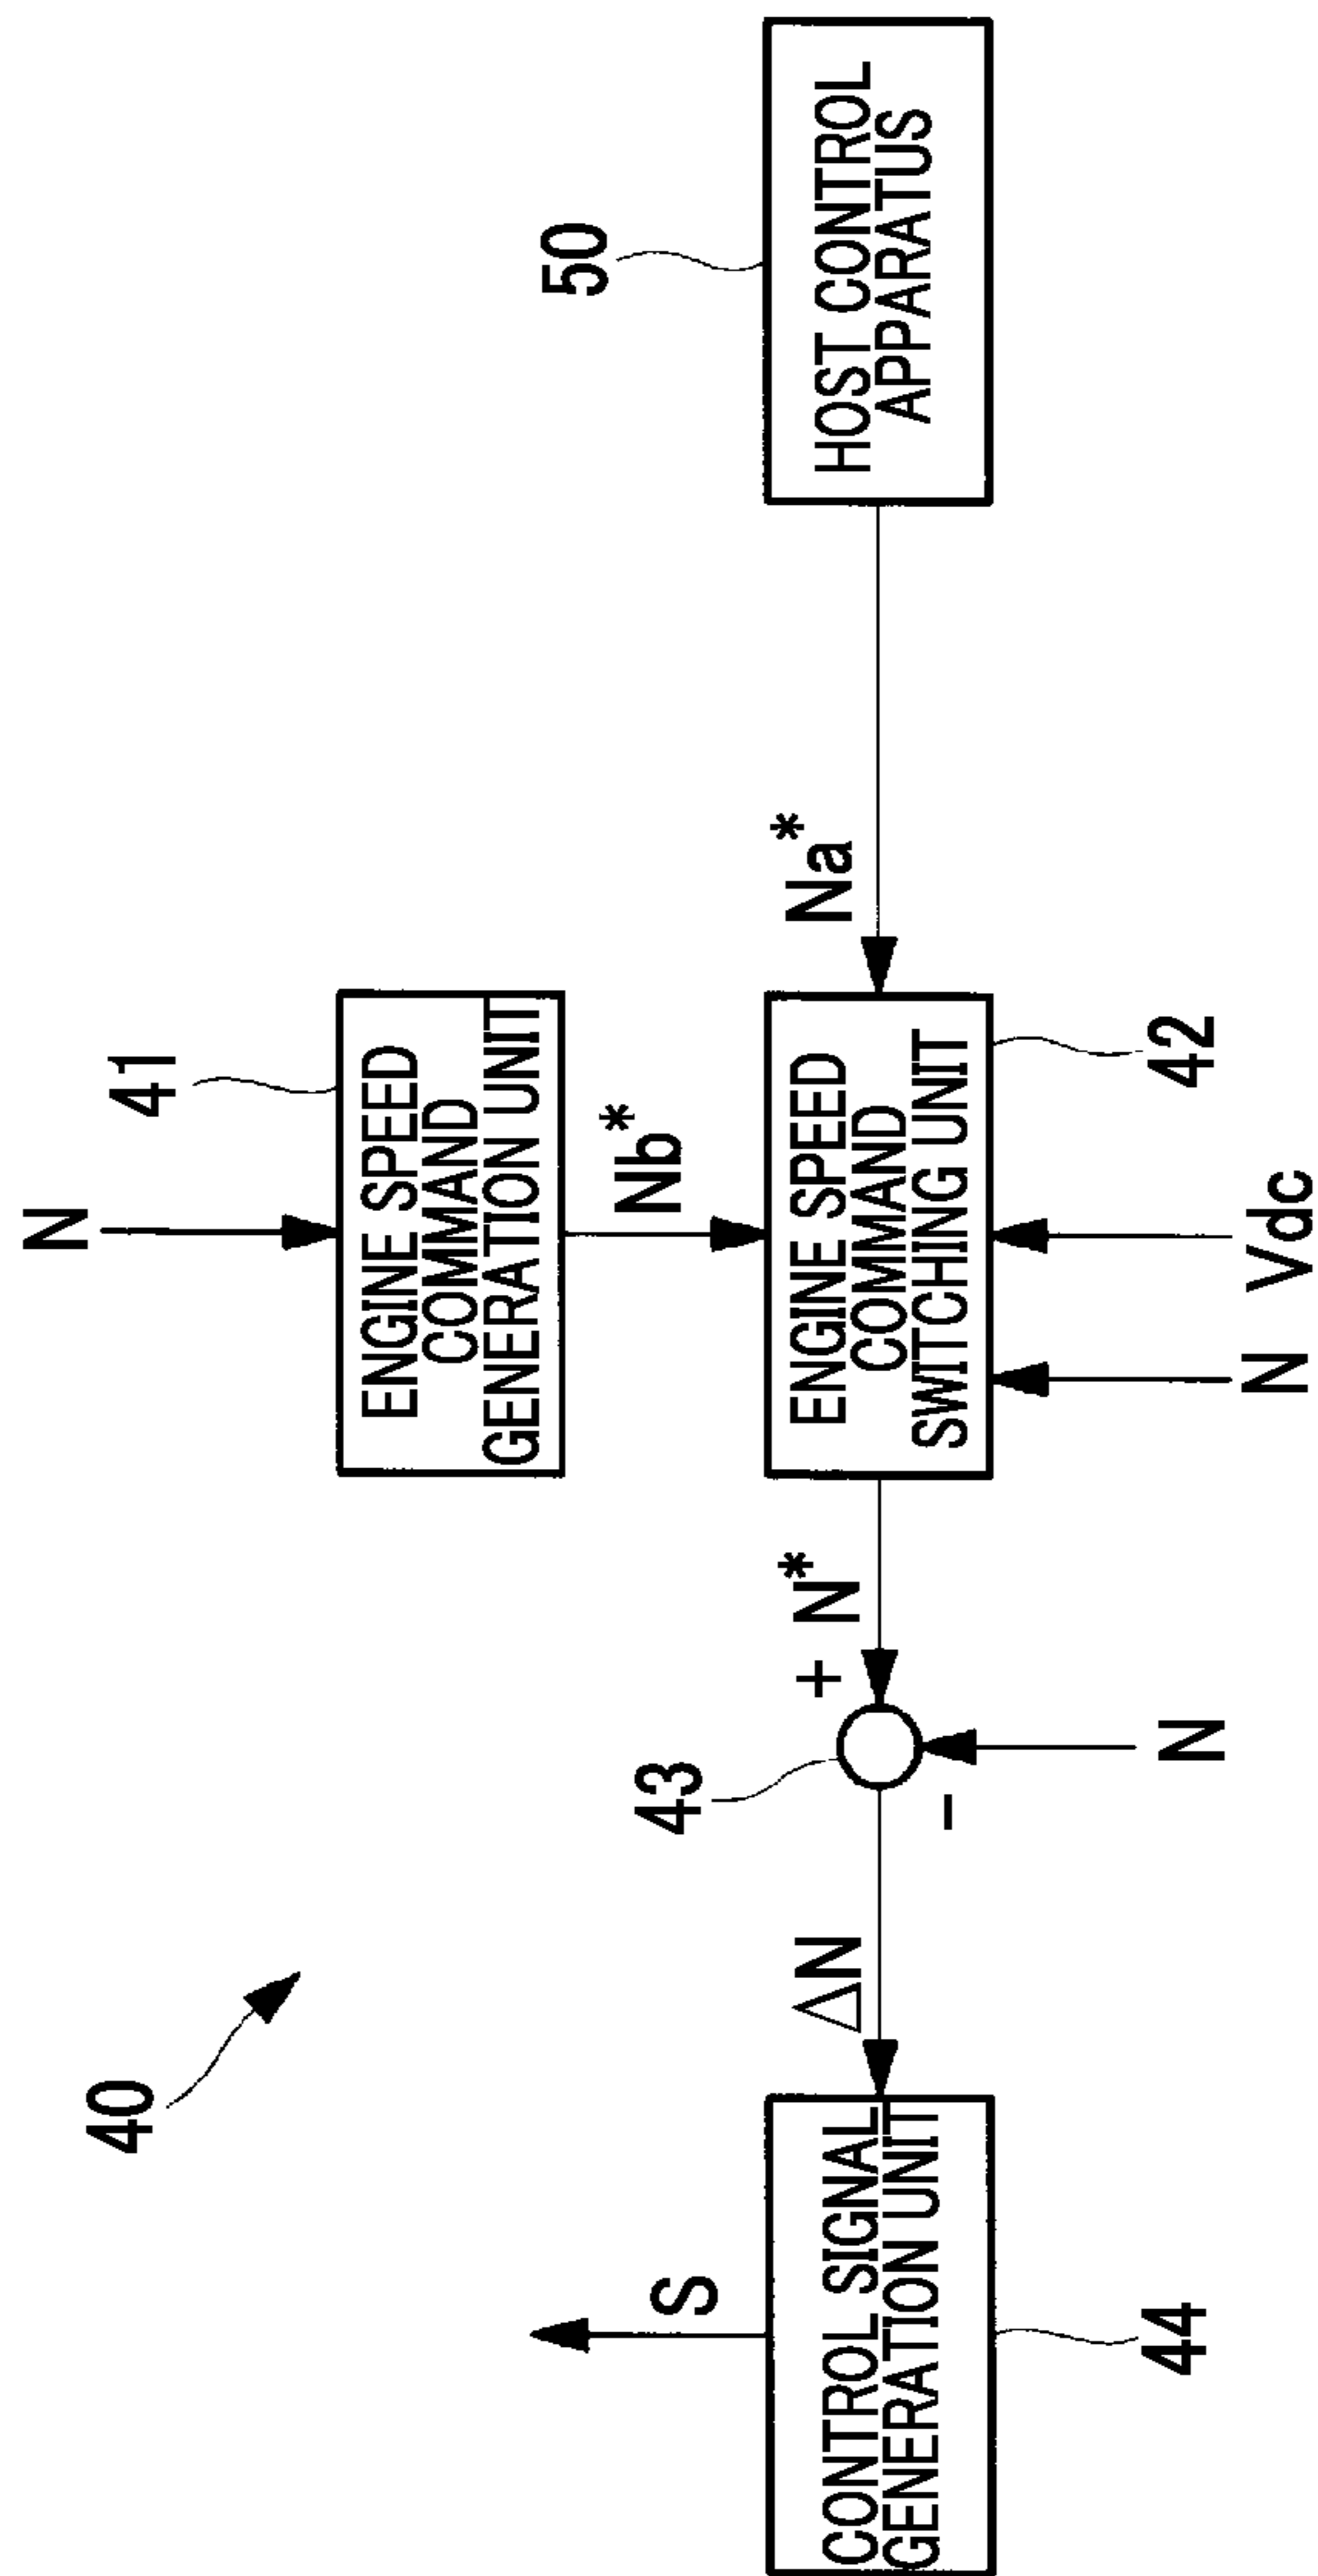 40
N
41
ENGINE SPEED
COMMAND
GENERATION UNIT
Nb*
50
HOST CONTROL
APPARATUS
Na*
ENGINE SPEED
COMMAND
SWITCHING UNIT
42
N
Vdc
N*
+
43
-
N
△N
S
CONTROL SIGNAL
GENERATION UNIT
44